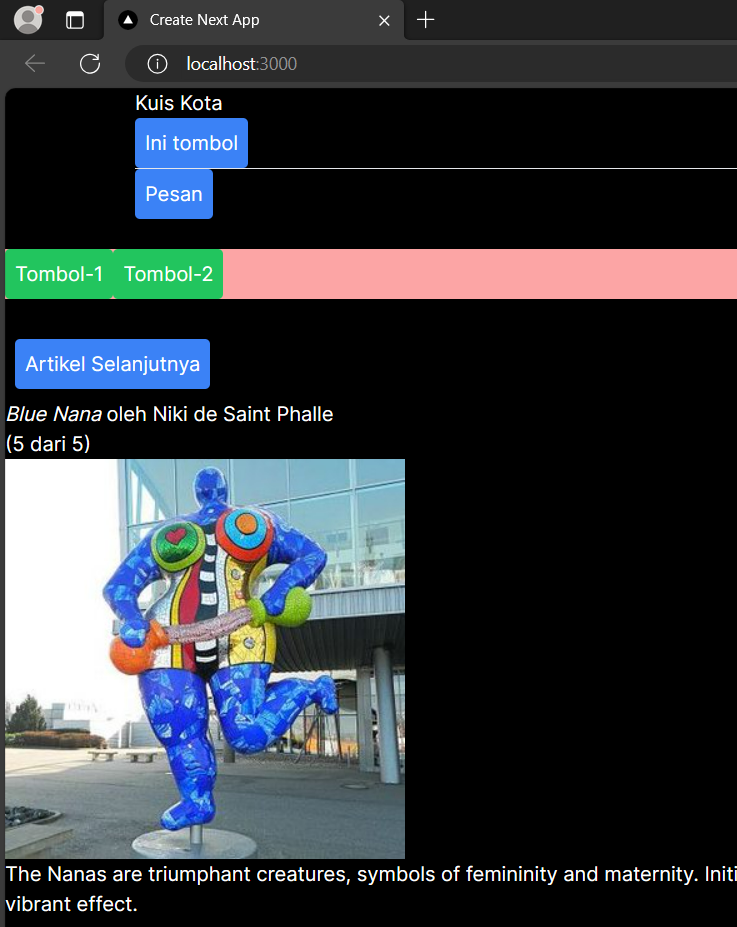 Create Next App
localhost:3000
Kuis Kota
Ini tombol
Pesan
Tombol-1 Tombol-2
Artikel Selanjutnya
Blue Nana oleh Niki de Saint Phalle
(5 dari 5)
The Nanas are triumphant creatures, symbols of femininity and maternity. Initi
vibrant effect.